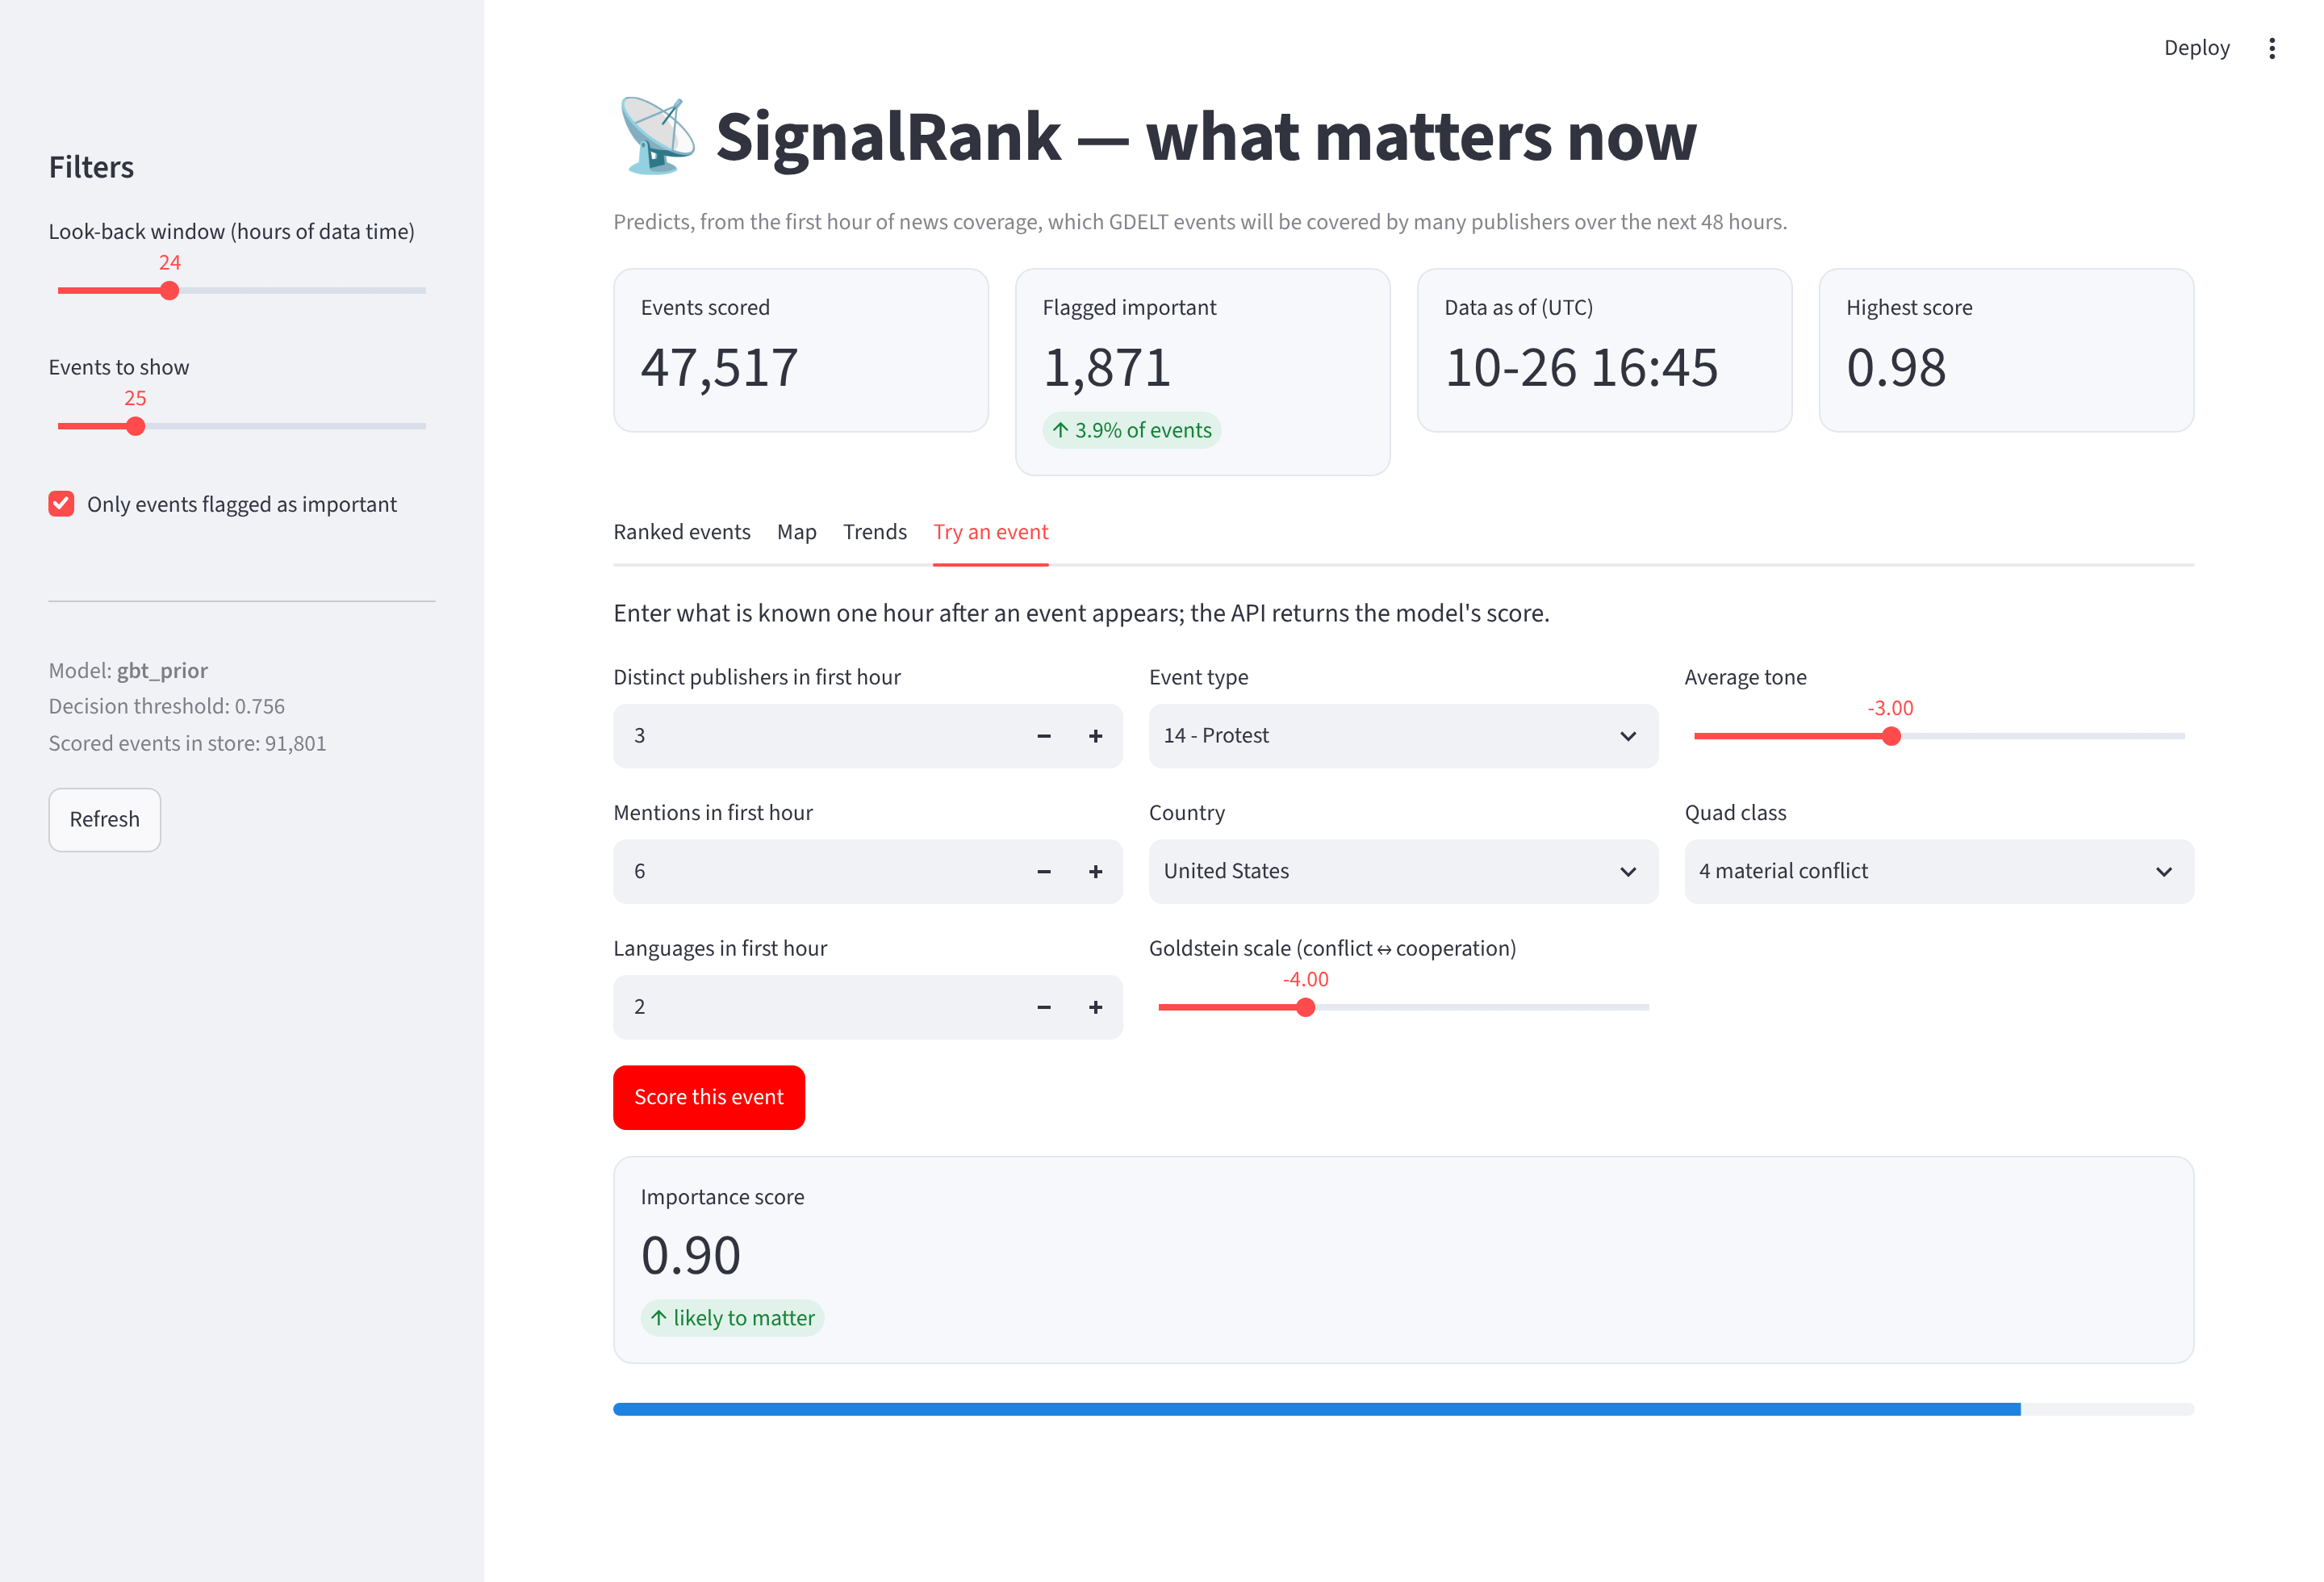 Deploy
Filters
Look-back window (hours of data time)
24
Events to show
25
Only events flagged as important
Model: gbt_prior
Decision threshold: 0.756
Scored events in store: 91,801
Refresh
SignalRank — what matters now
Predicts, from the first hour of news coverage, which GDELT events will be covered by many publishers over the next 48 hours.
Events scored
47,517
Flagged important
1,871
↑ 3.9% of events
Data as of (UTC)
10-26 16:45
Highest score
0.98
Ranked events Map Trends Try an event
Enter what is known one hour after an event appears; the API returns the model's score.
Distinct publishers in first hour
3
Event type
14 - Protest
Average tone
-3.00
Mentions in first hour
6
Country
United States
Quad class
4 material conflict
Languages in first hour
2
Goldstein scale (conflict ↔ cooperation)
-4.00
Score this event
Importance score
0.90
↑ likely to matter